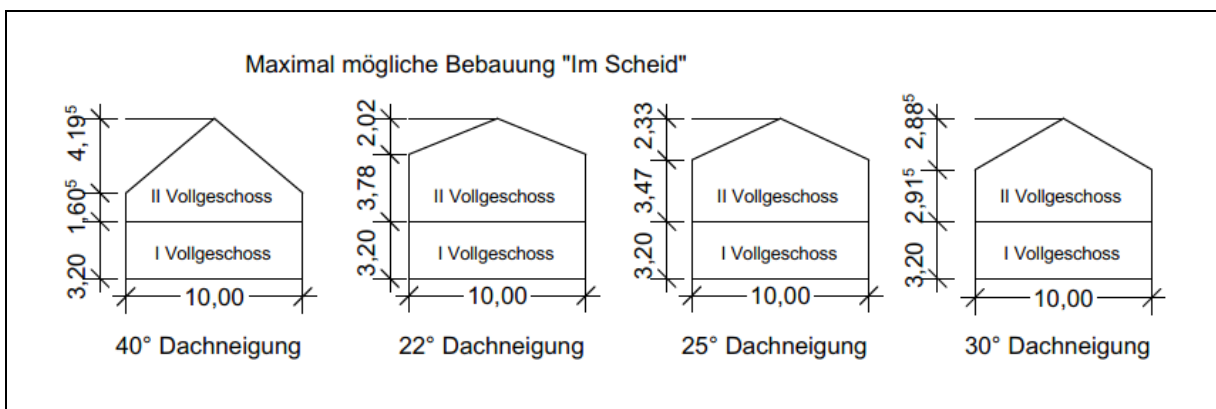 Maximal mögliche Bebauung "Im Scheid"
4,19⁵
1,60⁵
3,20
II Vollgeschoss
I Vollgeschoss
10,00
40° Dachneigung
2,02
3,78
3,20
II Vollgeschoss
I Vollgeschoss
10,00
22° Dachneigung
2,33
3,47
3,20
II Vollgeschoss
I Vollgeschoss
10,00
25° Dachneigung
2,88⁵
2,91⁵
3,20
II Vollgeschoss
I Vollgeschoss
10,00
30° Dachneigung